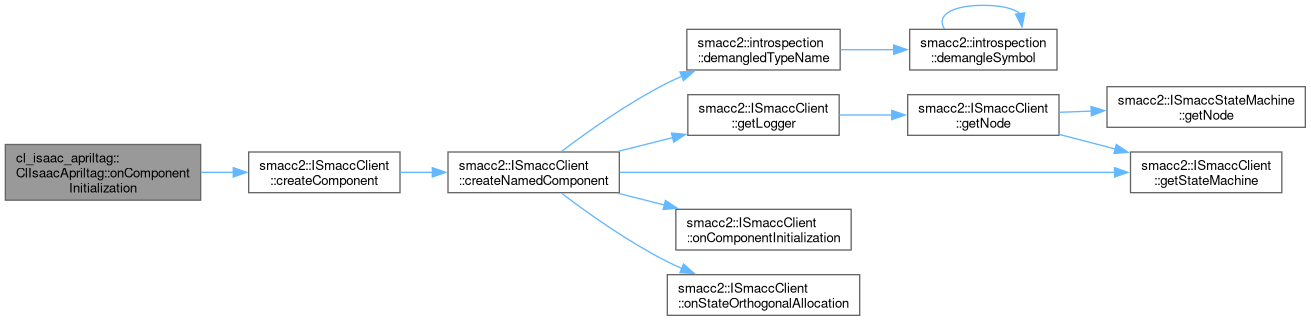 cl_isaac_apriltag::
ClIsaacApriltag::onComponent
Initialization
smacc2::ISmaccClient
::createComponent
smacc2::ISmaccClient
::createNamedComponent
smacc2::introspection
::demangledTypeName
smacc2::introspection
::demangleSymbol
smacc2::ISmaccClient
::getLogger
smacc2::ISmaccClient
::getNode
smacc2::ISmaccStateMachine
::getNode
smacc2::ISmaccClient
::getStateMachine
smacc2::ISmaccClient
::onComponentInitialization
smacc2::ISmaccClient
::onStateOrthogonalAllocation